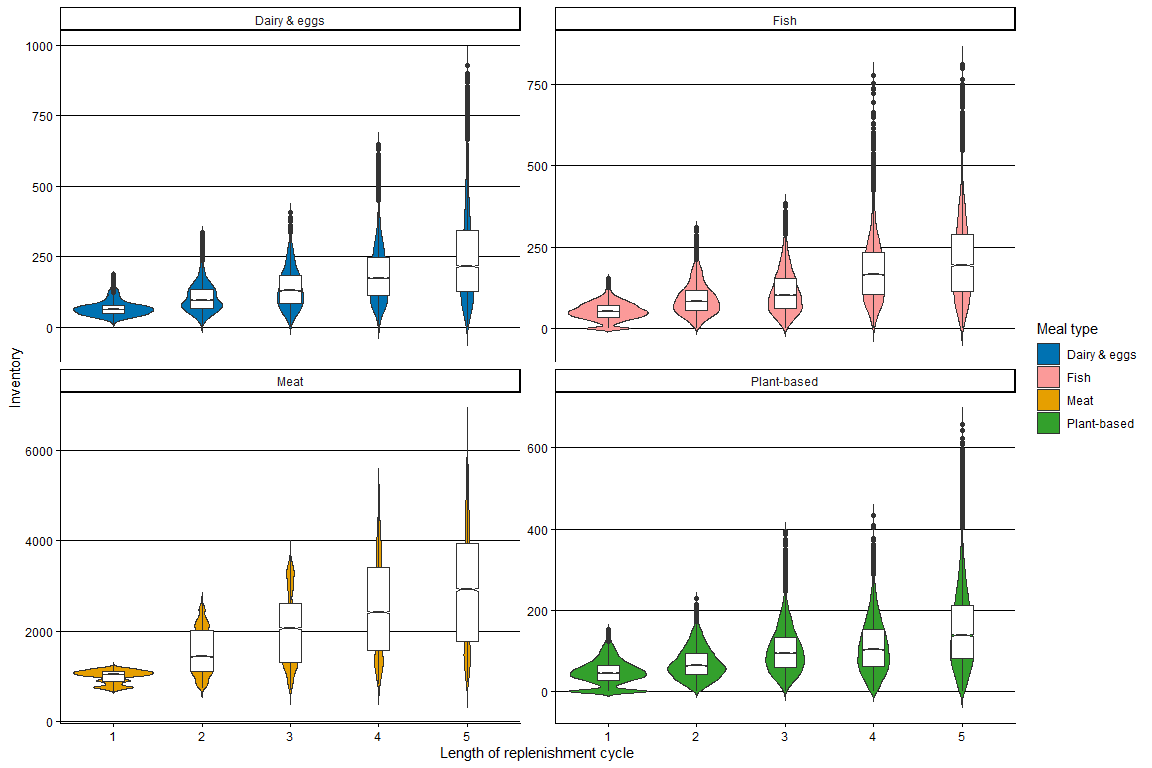 Dairy & eggs
Fish
1000
750
500
250
0
750
500
250
0
Inventory
Meat
Plant-based
6000
4000
2000
0
600
400
200
0
1 2 3 4 5
1 2 3 4 5
Length of replenishment cycle
Meal type
Dairy & eggs
Fish
Meat
Plant-based